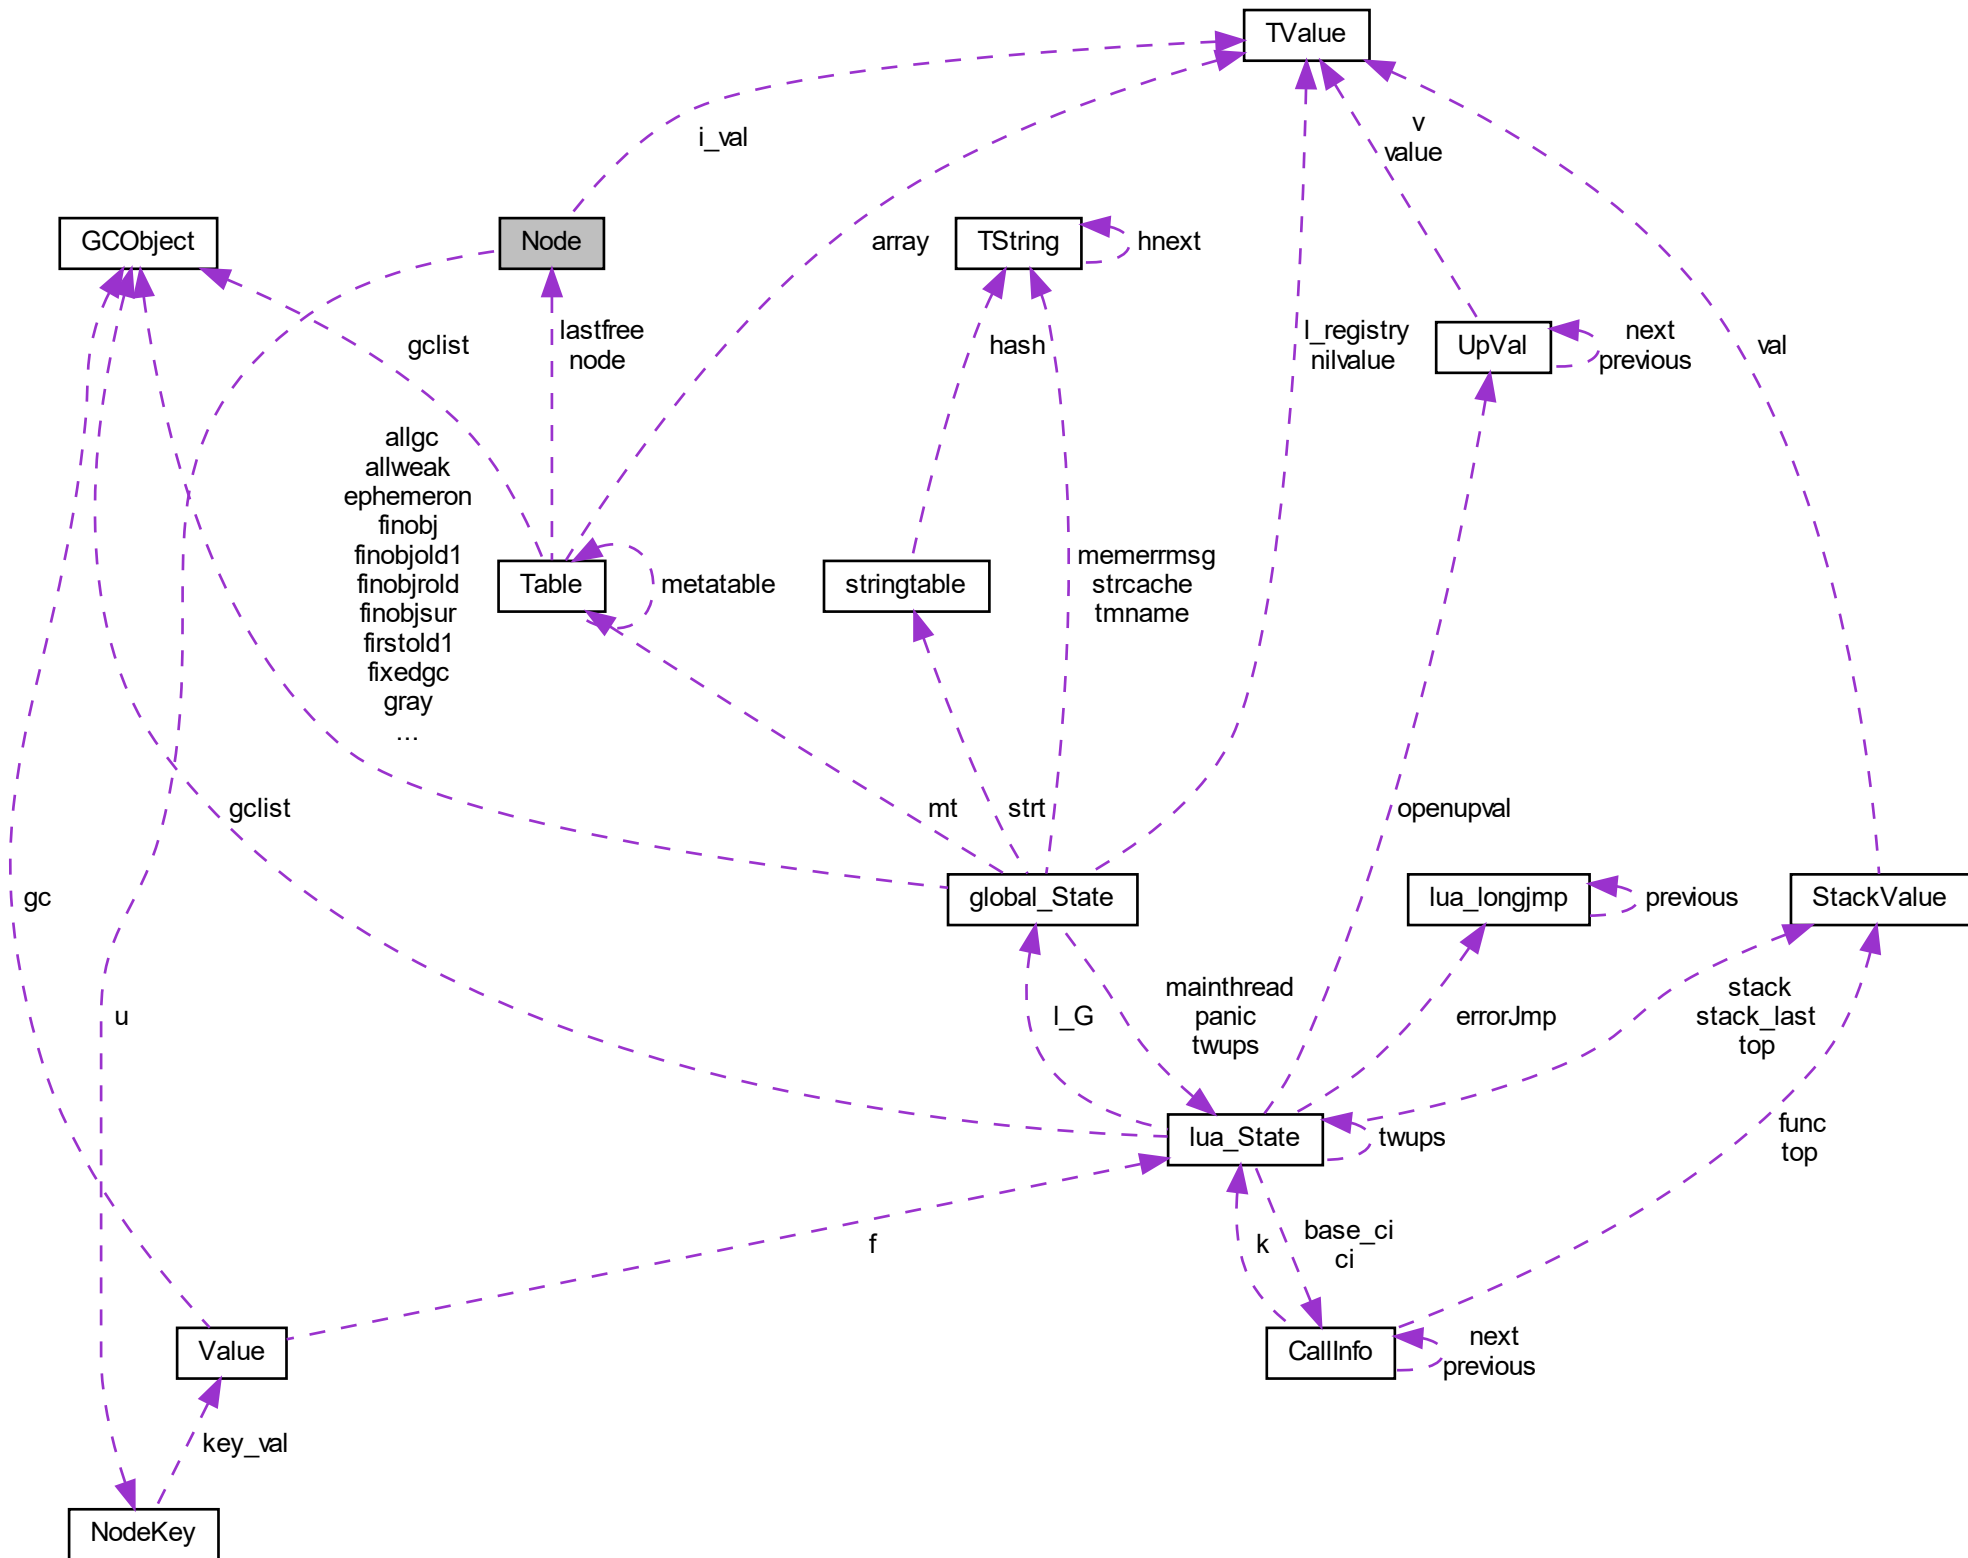 TValue
i_val
v
value
GCObject
Node
array
TString
hnext
gclist
lastfree
node
hash
l_registry
nilvalue
UpVal
next
previous
val
allgc
allweak
ephemeron
finobj
finobjold1
finobjrold
finobjsur
firstold1
fixedgc
gray
...
Table
metatable
stringtable
memerrmsg
strcache
tmname
gclist
mt
strt
openupval
gc
global_State
lua_longjmp
previous
StackValue
u
l_G
mainthread
panic
twups
errorJmp
stack
stack_last
top
lua_State
twups
func
top
f
k
base_ci
ci
Value
CallInfo
next
previous
key_val
NodeKey